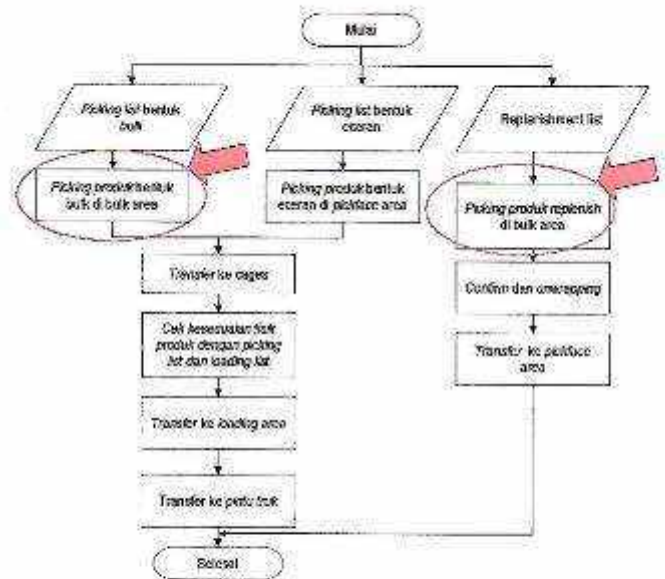 Mulai
Picking list bentuk
bulk
Picking list bentuk
eceran
Replenishment list
Picking produk bentuk
bulk di bulk area
Picking produk bentuk
eceran di pickface area
Picking produk replenish
di bulk area
Transfer ke cages
Confirm dan unwrapping
Cek kesesuaian fisik
produk dengan picking
list dan loading list
Transfer ke pickface
area
Transfer ke loading area
Transfer ke pintu truk
Selesai